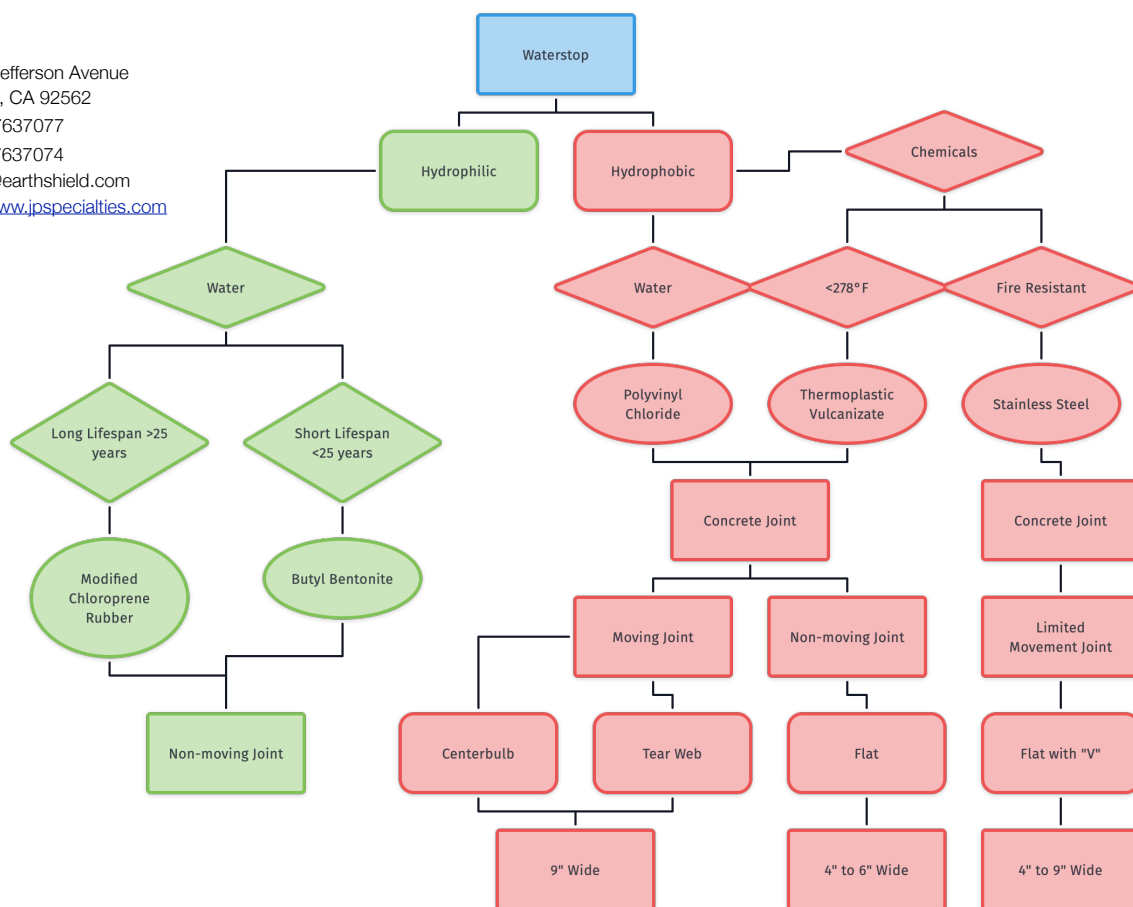 Waterstop
efferson Avenue
, CA 92562
7637077
7637074
@earthshield.com
ww.jpspecialties.com
Hydrophilic
Hydrophobic
Chemicals
Water
Water
<278°F
Fire Resistant
Polyvinyl
Chloride
Thermoplastic
Vulcanizate
Stainless Steel
Long Lifespan >25
years
Short Lifespan
<25 years
Concrete Joint
Concrete Joint
Modified
Chloroprene
Rubber
Butyl Bentonite
Moving Joint
Non-moving Joint
Limited
Movement Joint
Non-moving Joint
Centerbulb
Tear Web
Flat
Flat with "V"
9" Wide
4" to 6" Wide
4" to 9" Wide